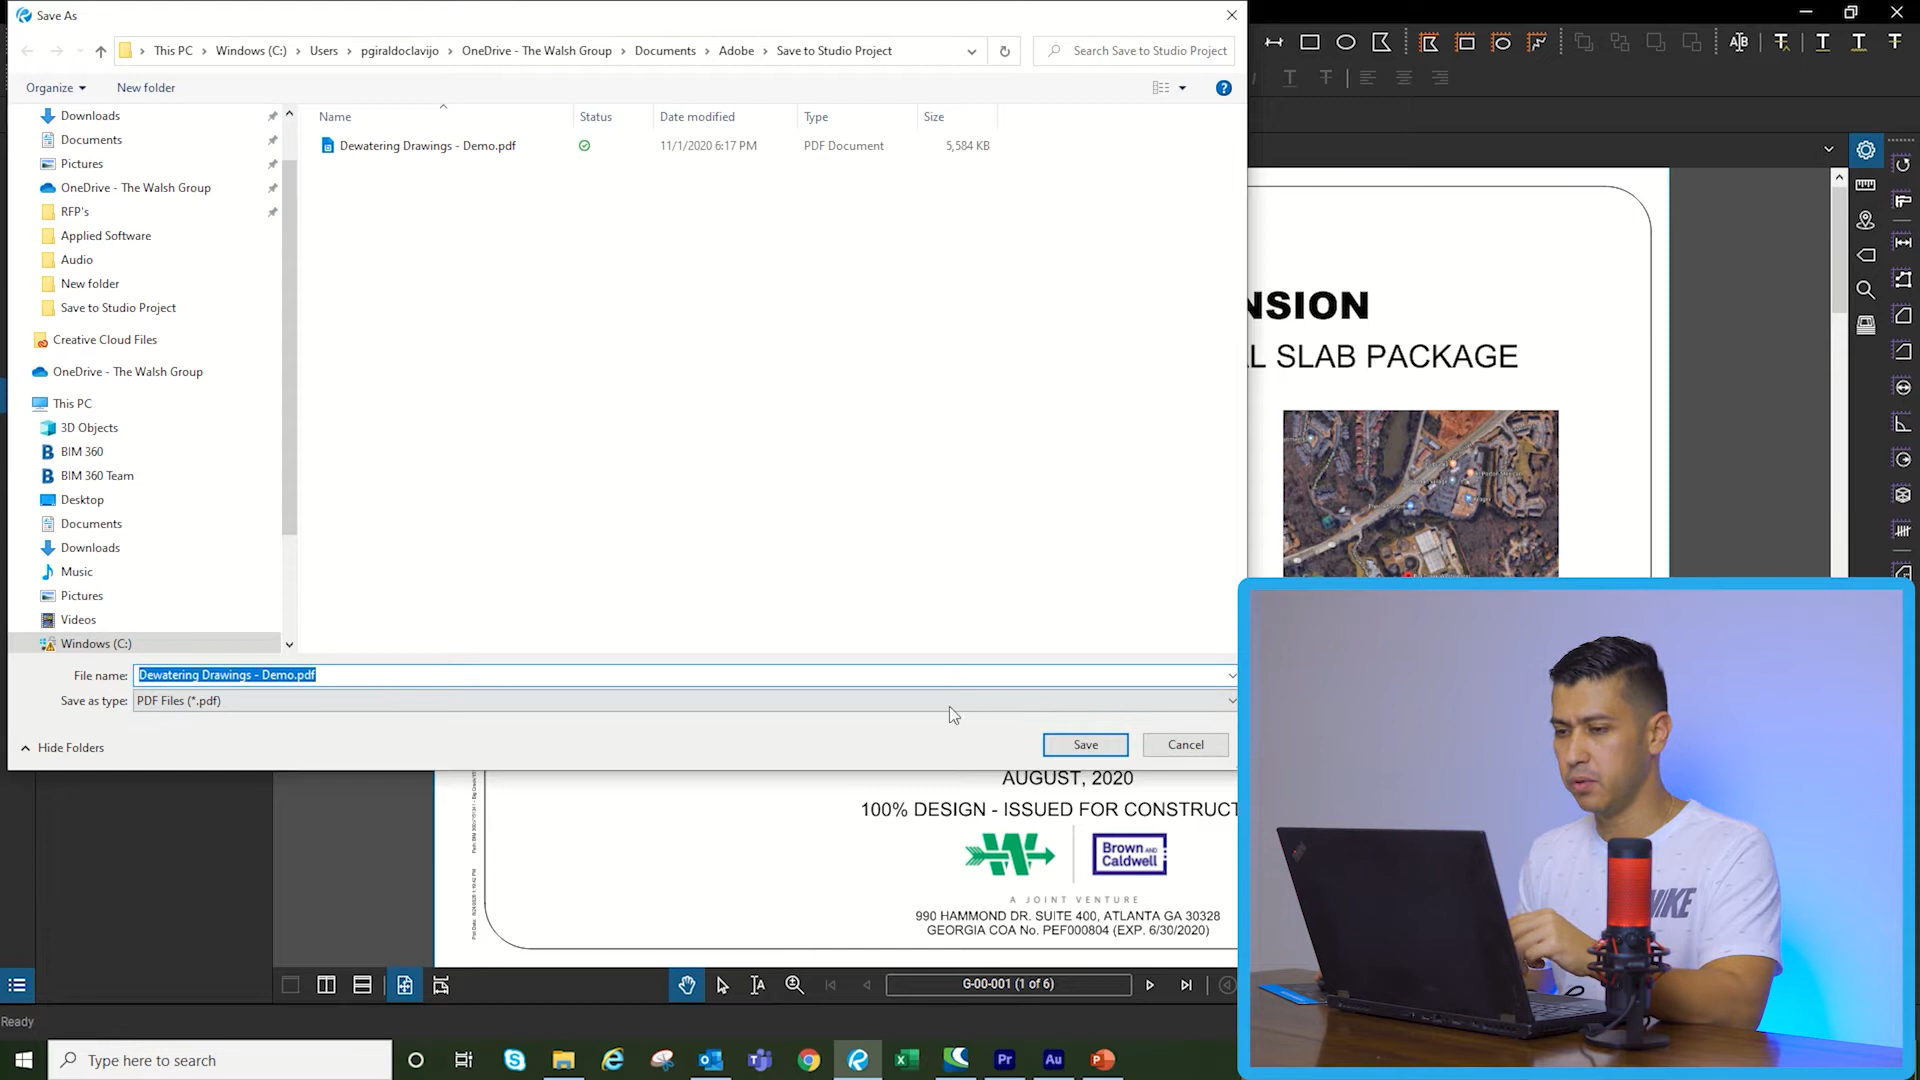 Save As
This PC > Windows (C:) > Users > pgiraldoclavijo > OneDrive - The Walsh Group > Documents > Adobe > Save to Studio Project
Search Save to Studio Project
Organize
New folder
Downloads
Documents
Pictures
OneDrive - The Walsh Group
RFP's
Applied Software
Audio
New folder
Save to Studio Project
Creative Cloud Files
OneDrive - The Walsh Group
This PC
3D Objects
BIM 360
BIM 360 Team
Desktop
Documents
Downloads
Music
Pictures
Videos
Windows (C:)
Name Status Date modified Type Size
Dewatering Drawings - Demo.pdf 11/1/2020 6:17 PM PDF Document 5,584 KB
File name: Dewatering Drawings - Demo.pdf
Save as type: PDF Files (*.pdf)
Hide Folders
Save
Cancel
NSION
L SLAB PACKAGE
AUGUST, 2020
100% DESIGN - ISSUED FOR CONSTRUCT
Brown AND
Caldwell
A JOINT VENTURE
990 HAMMOND DR. SUITE 400, ATLANTA GA 30328
GEORGIA COA No. PEF000804 (EXP. 6/30/2020)
G-00-001 (1 of 6)
Ready
Type here to search
Pr
Au
NIKE